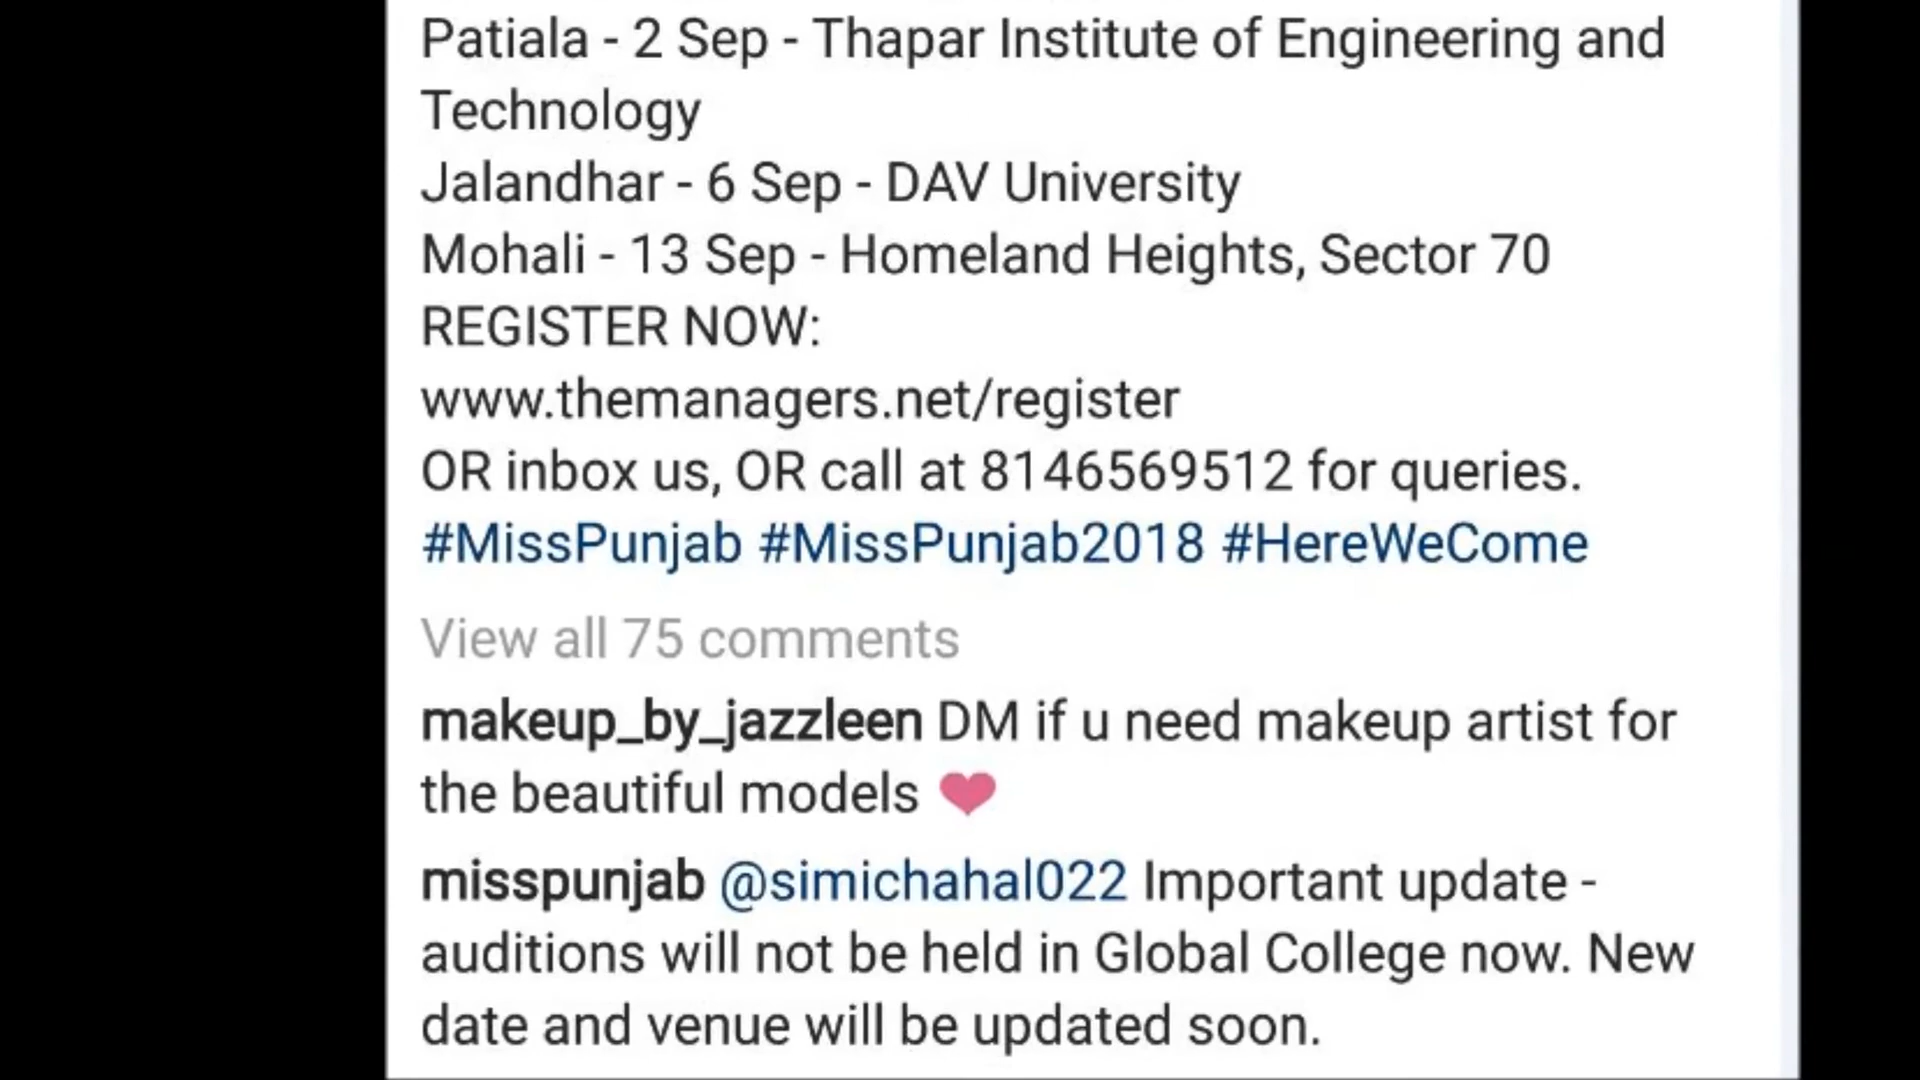 Patiala - 2 Sep - Thapar Institute of Engineering and
Technology
Jalandhar - 6 Sep - DAV University
Mohali - 13 Sep - Homeland Heights, Sector 70
REGISTER NOW:
www.themanagers.net/register
OR inbox us, OR call at 8146569512 for queries.
#MissPunjab #MissPunjab2018 #HereWeCome
View all 75 comments
makeup_by_jazzleen DM if u need makeup artist for
the beautiful models ❤
misspunjab @simichahal022 Important update -
auditions will not be held in Global College now. New
date and venue will be updated soon.